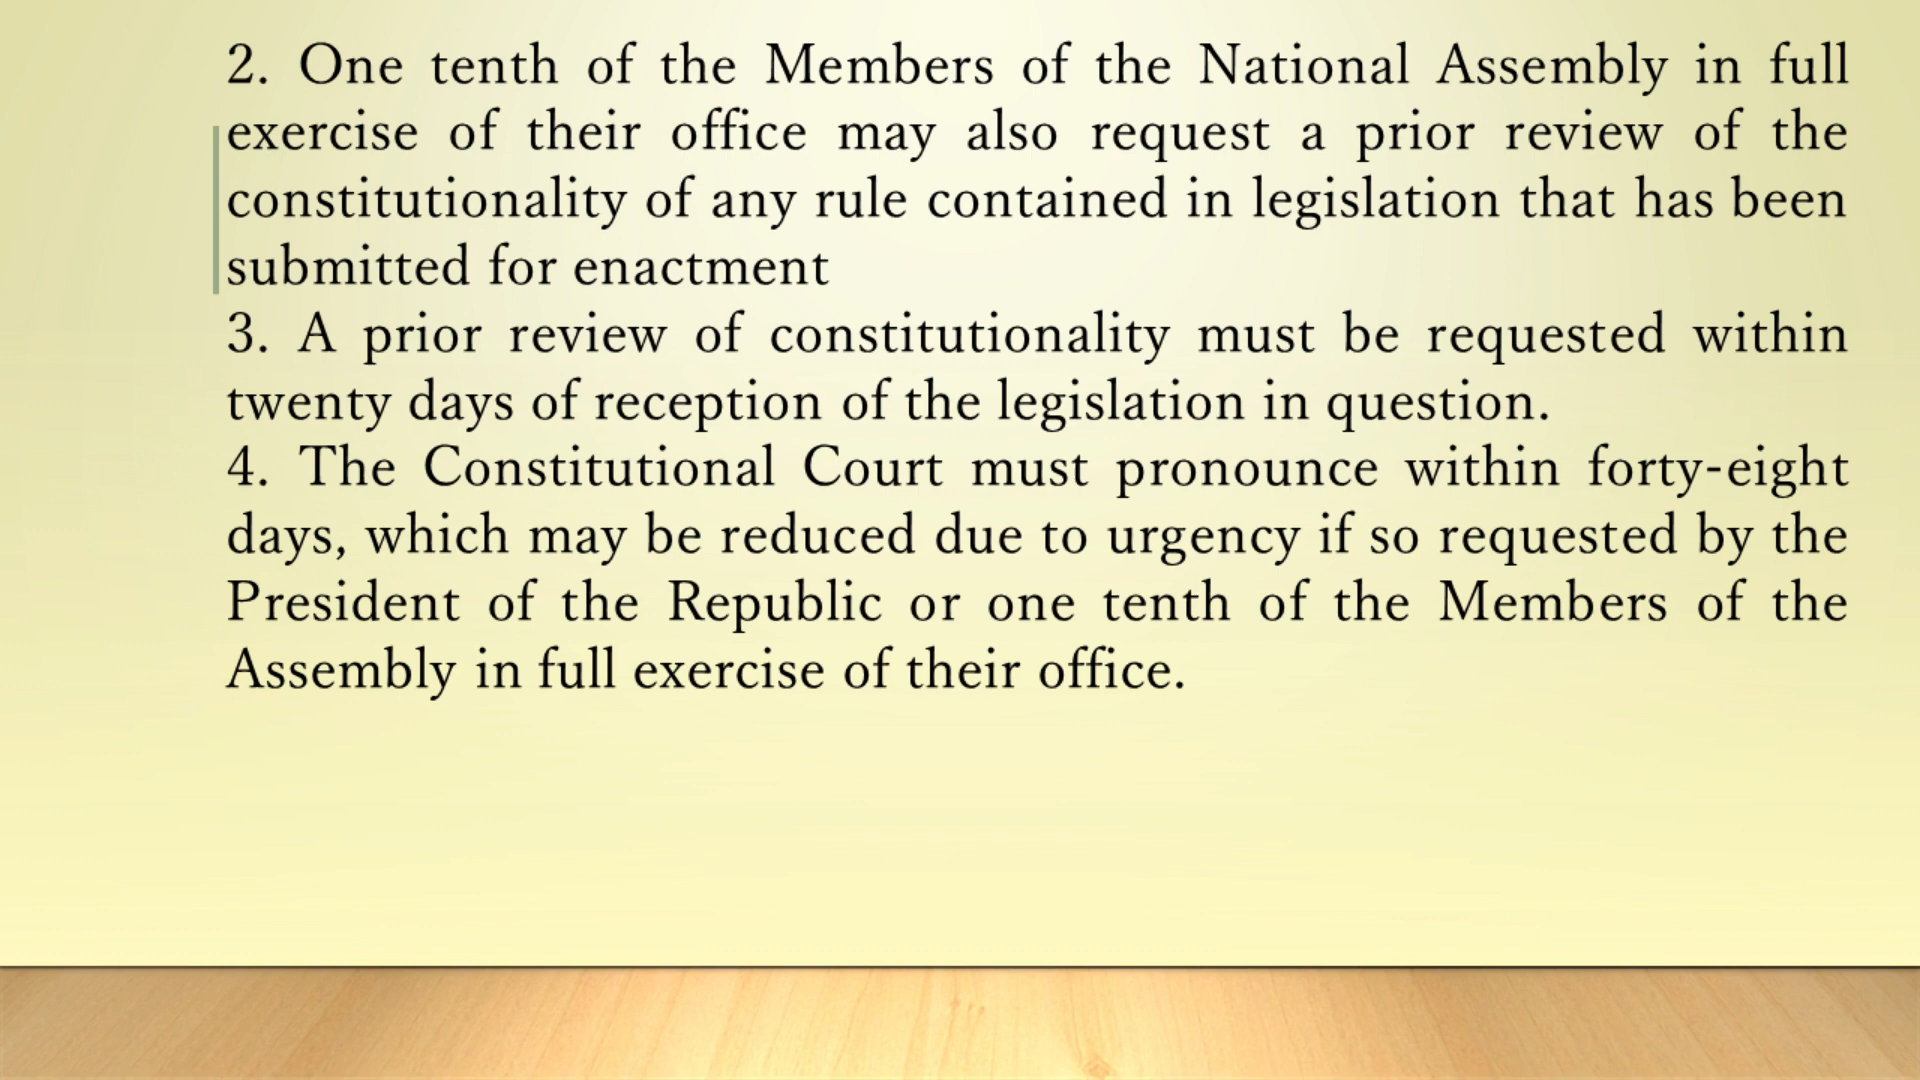 2. One tenth of the Members of the National Assembly in full
exercise of their office may also request a prior review of the
constitutionality of any rule contained in legislation that has been
submitted for enactment
3. A prior review of constitutionality must be requested within
twenty days of reception of the legislation in question.
4. The Constitutional Court must pronounce within forty-eight
days, which may be reduced due to urgency if so requested by the
President of the Republic or one tenth of the Members of the
Assembly in full exercise of their office.